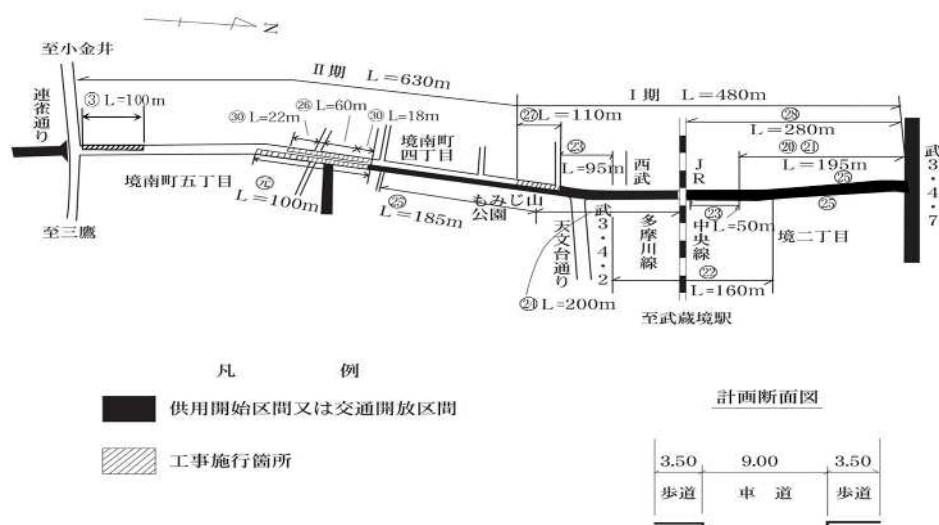 N
至小金井
連雀通り
③ L=100m
Ⅱ期 L=630m
Ⅰ期 L=480m
㉚ L=22m
㉖ L=60m
㉚ L=18m
㉗ L=110m
㉘
L=280m
⑳ ㉑
L=195m
㉓
L=95m
境南町四丁目
境南町五丁目
西武多摩川線
JR中央線
武3・4・7
㉕
㉕
㉓
L=50m
境二丁目
㉒
L=160m
元
L=100m
㉕
L=185m
もみじ山公園
天文台通り
武3・4・2
㉔ L=200m
至三鷹
至武蔵境駅
凡 例
供用開始区間又は交通開放区間
工事施行箇所
計画断面図
3.50 9.00 3.50
歩道 車 道 歩道